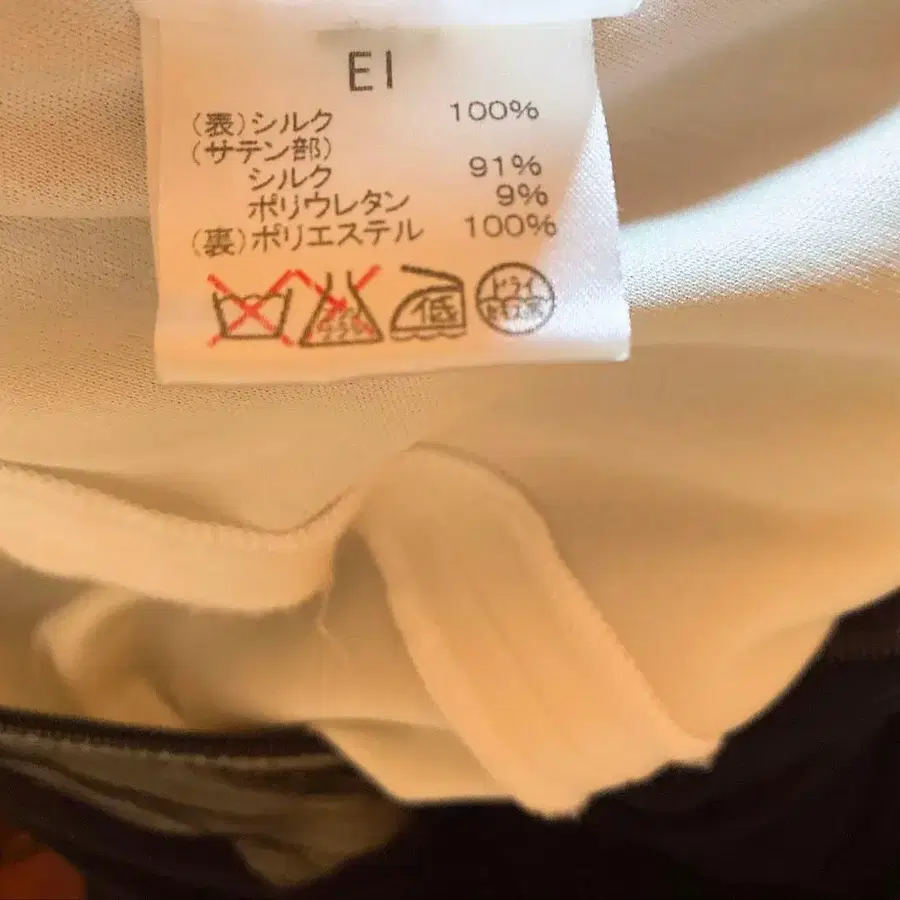 EI
(表)シルク 100%
(サテン部)
シルク 91%
ポリウレタン 9%
(裏)ポリエステル 100%
低 ドライ